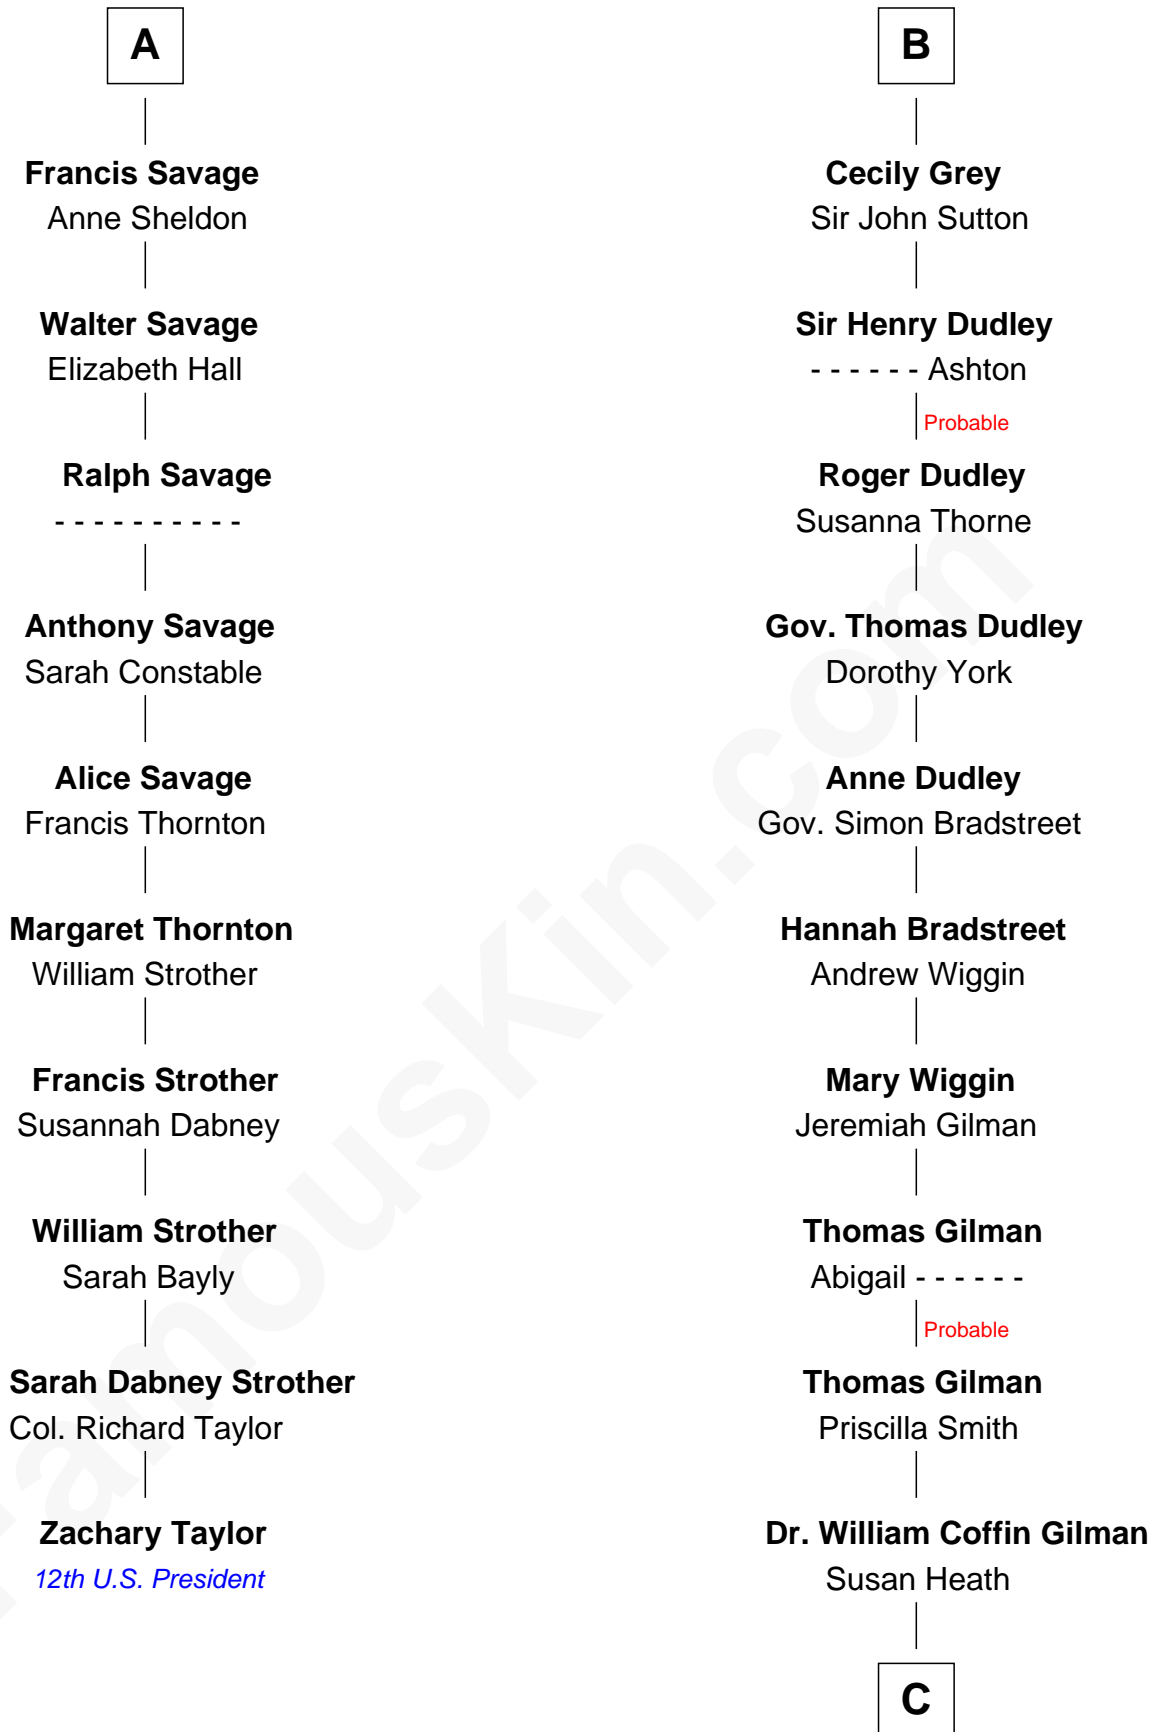 A
Francis Savage
Anne Sheldon
Walter Savage
Elizabeth Hall
Ralph Savage
- - - - - - - - - -
Anthony Savage
Sarah Constable
Alice Savage
Francis Thornton
Margaret Thornton
William Strother
Francis Strother
Susannah Dabney
William Strother
Sarah Bayly
Sarah Dabney Strother
Col. Richard Taylor
Zachary Taylor
12th U.S. President
B
Cecily Grey
Sir John Sutton
Sir Henry Dudley
- - - - - - Ashton
Probable
Roger Dudley
Susanna Thorne
Gov. Thomas Dudley
Dorothy York
Anne Dudley
Gov. Simon Bradstreet
Hannah Bradstreet
Andrew Wiggin
Mary Wiggin
Jeremiah Gilman
Thomas Gilman
Abigail - - - - - -
Probable
Thomas Gilman
Priscilla Smith
Dr. William Coffin Gilman
Susan Heath
C
FamousKin.com